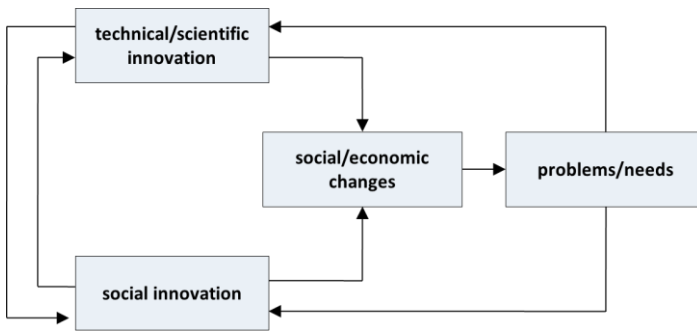 technical/scientific
innovation
social/economic
changes
problems/needs
social innovation